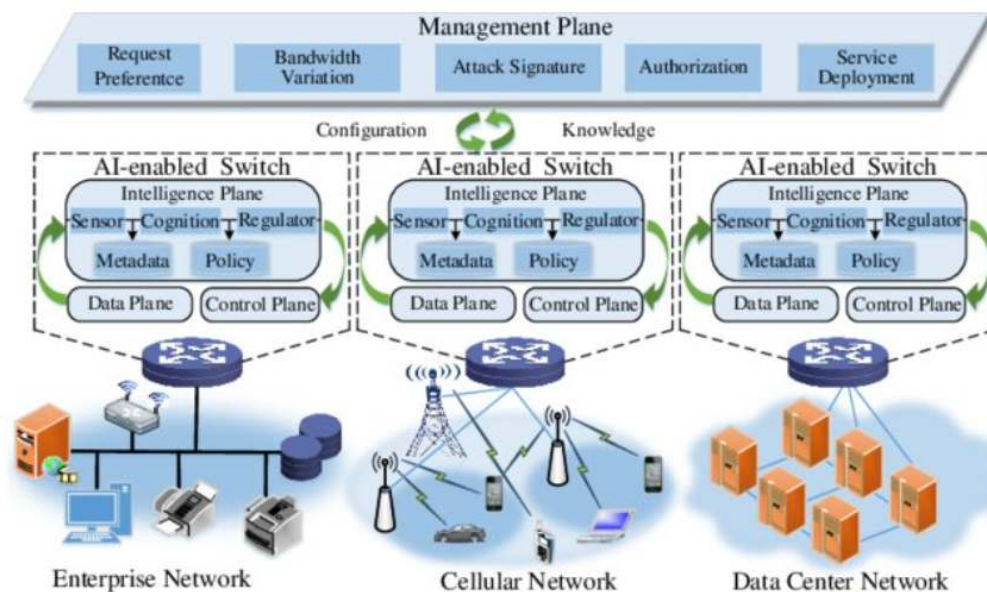 Management Plane
Request
Preferentce
Bandwidth
Variation
Attack Signature
Authorization
Service
Deployment
Configuration
Knowledge
AI-enabled Switch
Intelligence Plane
Sensor
Cognition
Regulator
Metadata
Policy
Data Plane
Control Plane
AI-enabled Switch
Intelligence Plane
Sensor
Cognition
Regulator
Metadata
Policy
Data Plane
Control Plane
AI-enabled Switch
Intelligence Plane
Sensor
Cognition
Regulator
Metadata
Policy
Data Plane
Control Plane
Enterprise Network
Cellular Network
Data Center Network